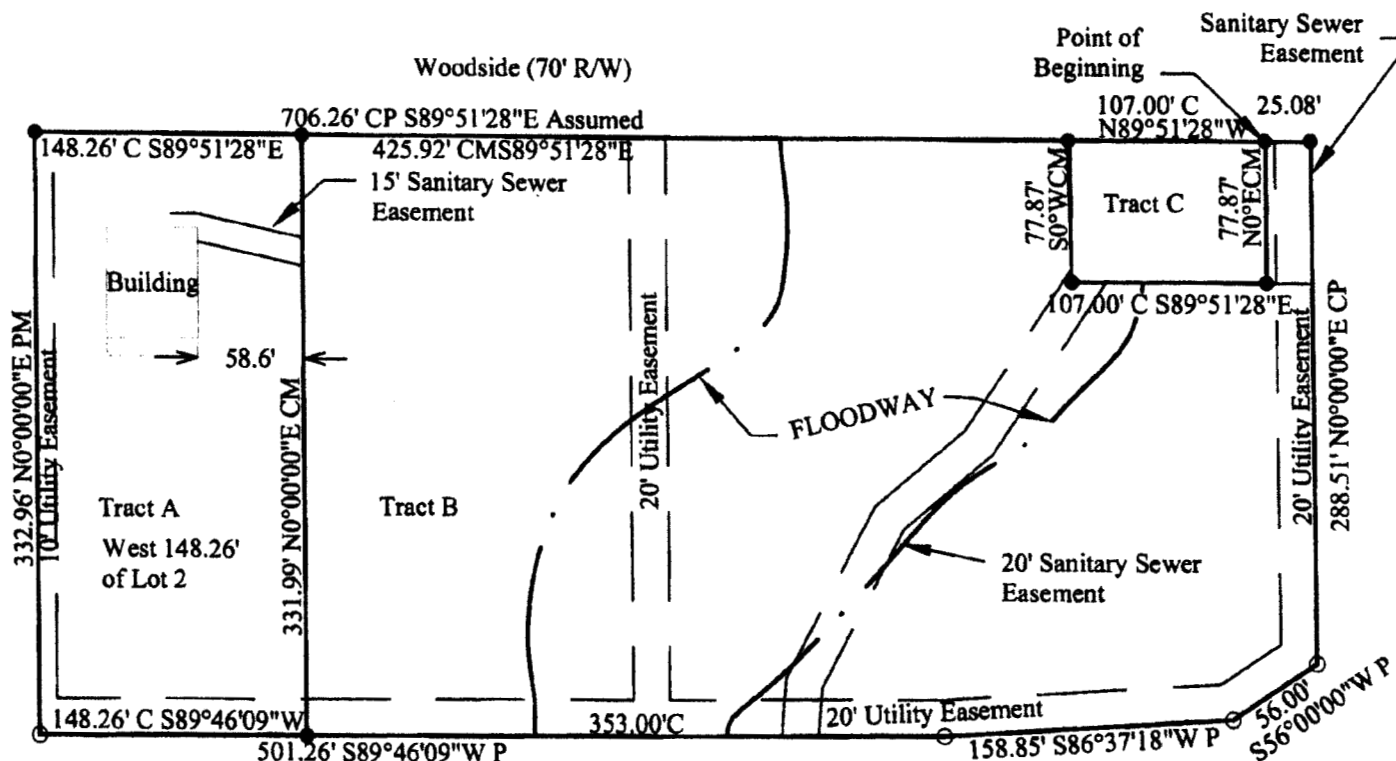 Woodside (70' R/W)
Point of
Beginning
Sanitary Sewer
Easement
706.26' CP S89°51'28"E Assumed
107.00' C
N89°51'28"W
25.08'
148.26' C S89°51'28"E
425.92' CMS89°51'28"E
15' Sanitary Sewer
Easement
77.87'
S0°WCM
Tract C
77.87'
N0°ECM
Building
107.00' C S89°51'28"E
58.6'
332.96' N0°00'00"E PM
10' Utility Easement
331.99' N0°00'00"E CM
20' Utility Easement
FLOODWAY
20' Utility Easement
288.51' N0°00'00"E CP
Tract A
West 148.26'
of Lot 2
Tract B
20' Sanitary Sewer
Easement
148.26' C S89°46'09"W
353.00'C
20' Utility Easement
501.26' S89°46'09"W P
158.85' S86°37'18"W P
56.00'
S56°00'00"W P